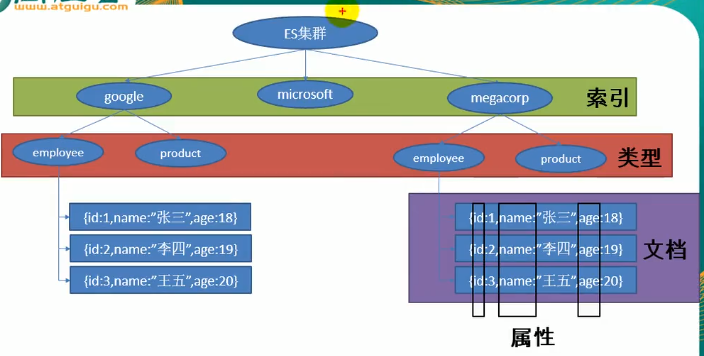 www.atguigu.com
ES集群
google
microsoft
megacorp
索引
employee
product
employee
product
类型
{id:1,name:"张三",age:18}
{id:2,name:"李四",age:19}
{id:3,name:"王五",age:20}
{id:1,name:"张三",age:18}
{id:2,name:"李四",age:19}
{id:3,name:"王五",age:20}
文档
属性